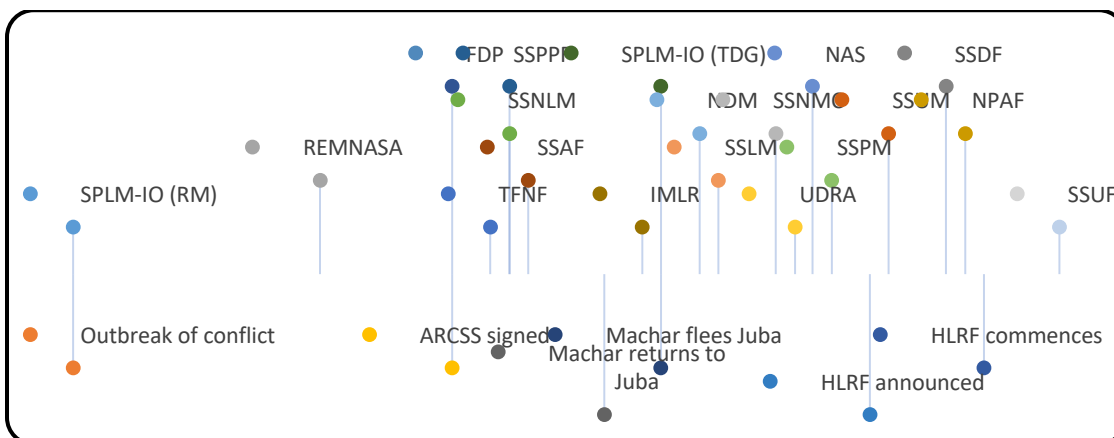 FDP SSPPF SPLM-IO (TDG) NAS SSDF
SSNLM NDM SSNMC SSUM NPAF
REMNASA SSAF SSLM SSPM
SPLM-IO (RM) TFNF IMLR UDRA SSUF
Outbreak of conflict ARCSS signed Machar flees Juba HLRF commences
Machar returns to
Juba HLRF announced